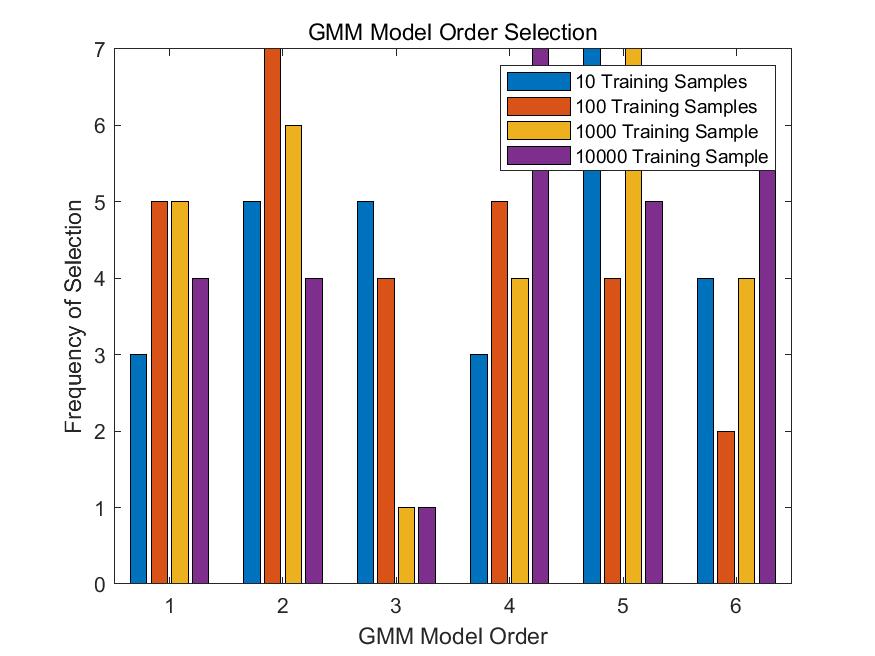 GMM Model Order Selection
7
6
5
4
3
2
1
0
Frequency of Selection
10 Training Samples
100 Training Samples
1000 Training Sample
10000 Training Sample
1 2 3 4 5 6
GMM Model Order